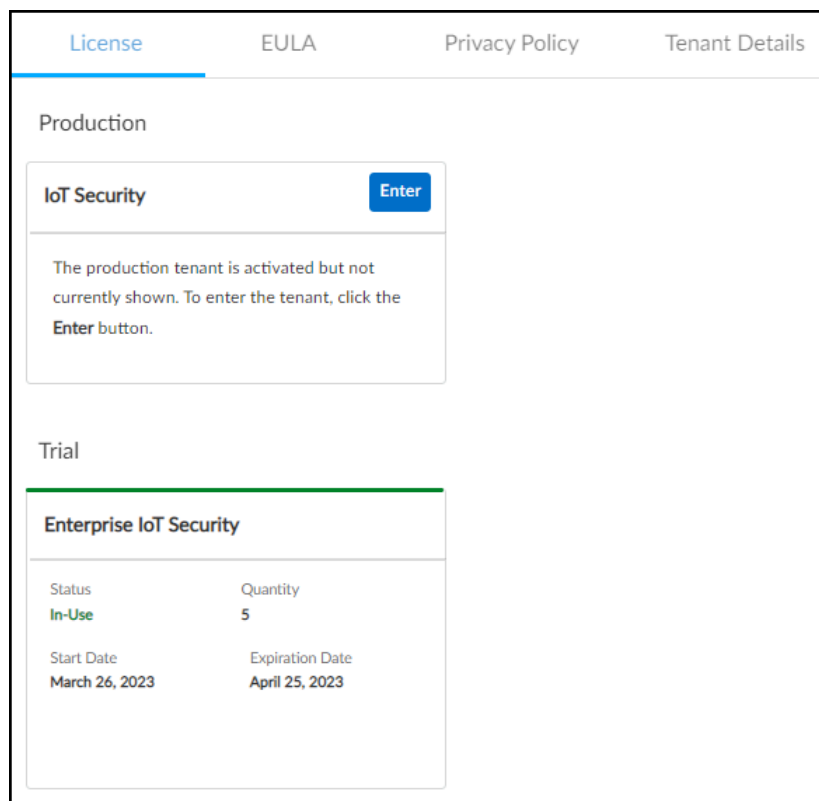 License EULA Privacy Policy Tenant Details
Production
IoT Security Enter
The production tenant is activated but not
currently shown. To enter the tenant, click the
Enter button.
Trial
Enterprise IoT Security
Status Quantity
In-Use 5
Start Date Expiration Date
March 26, 2023 April 25, 2023